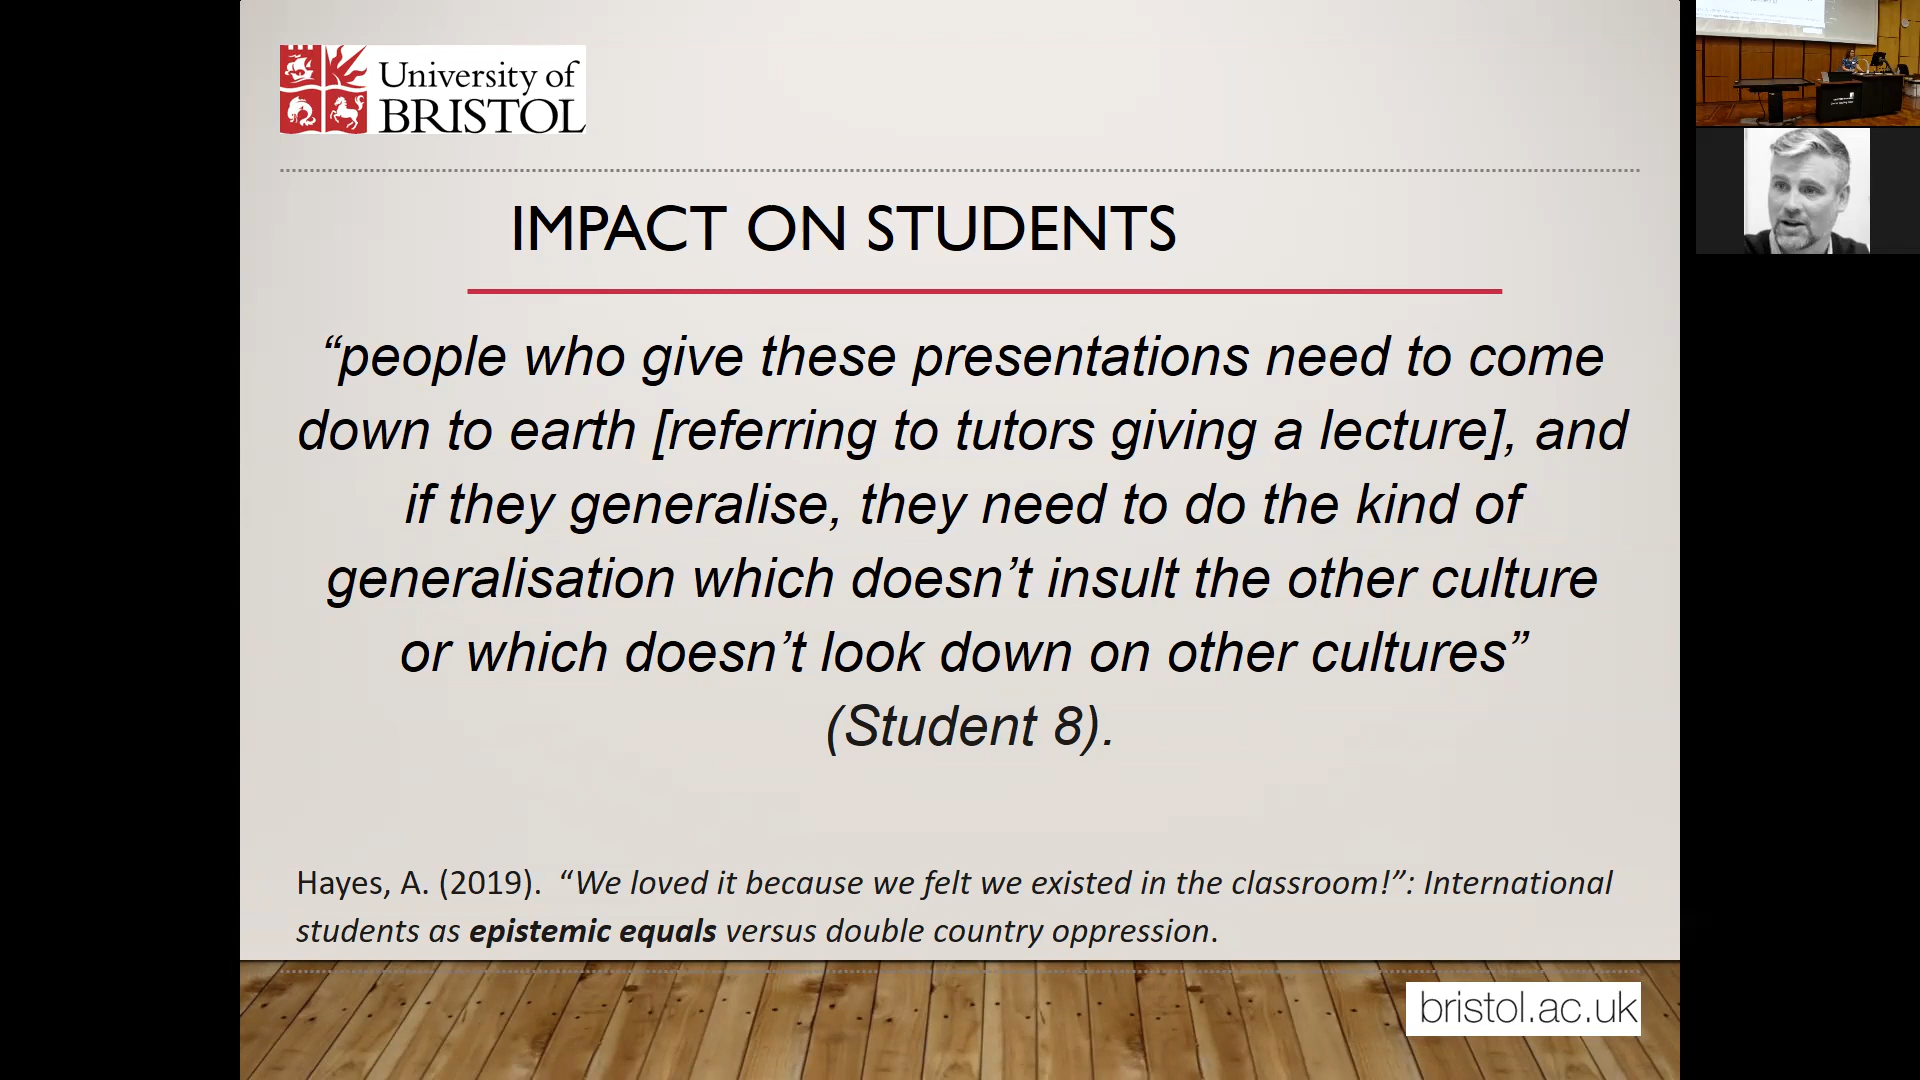 University of
BRISTOL
IMPACT ON STUDENTS
“people who give these presentations need to come
down to earth [referring to tutors giving a lecture], and
if they generalise, they need to do the kind of
generalisation which doesn’t insult the other culture
or which doesn’t look down on other cultures”
(Student 8).
Hayes, A. (2019).  “We loved it because we felt we existed in the classroom!”: International
students as epistemic equals versus double country oppression.
bristol.ac.uk